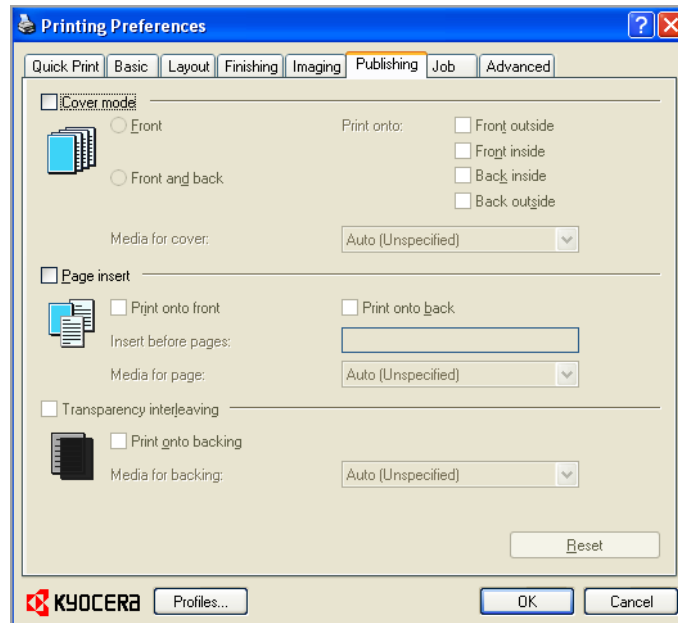 Printing Preferences
Quick Print Basic Layout Finishing Imaging Publishing Job Advanced
Cover mode
Front Print onto: Front outside
Front inside
Front and back Back inside
Back outside
Media for cover: Auto (Unspecified)
Page insert
Print onto front Print onto back
Insert before pages:
Media for page: Auto (Unspecified)
Transparency interleaving
Print onto backing
Media for backing: Auto (Unspecified)
Reset
KYOCERA Profiles... OK Cancel